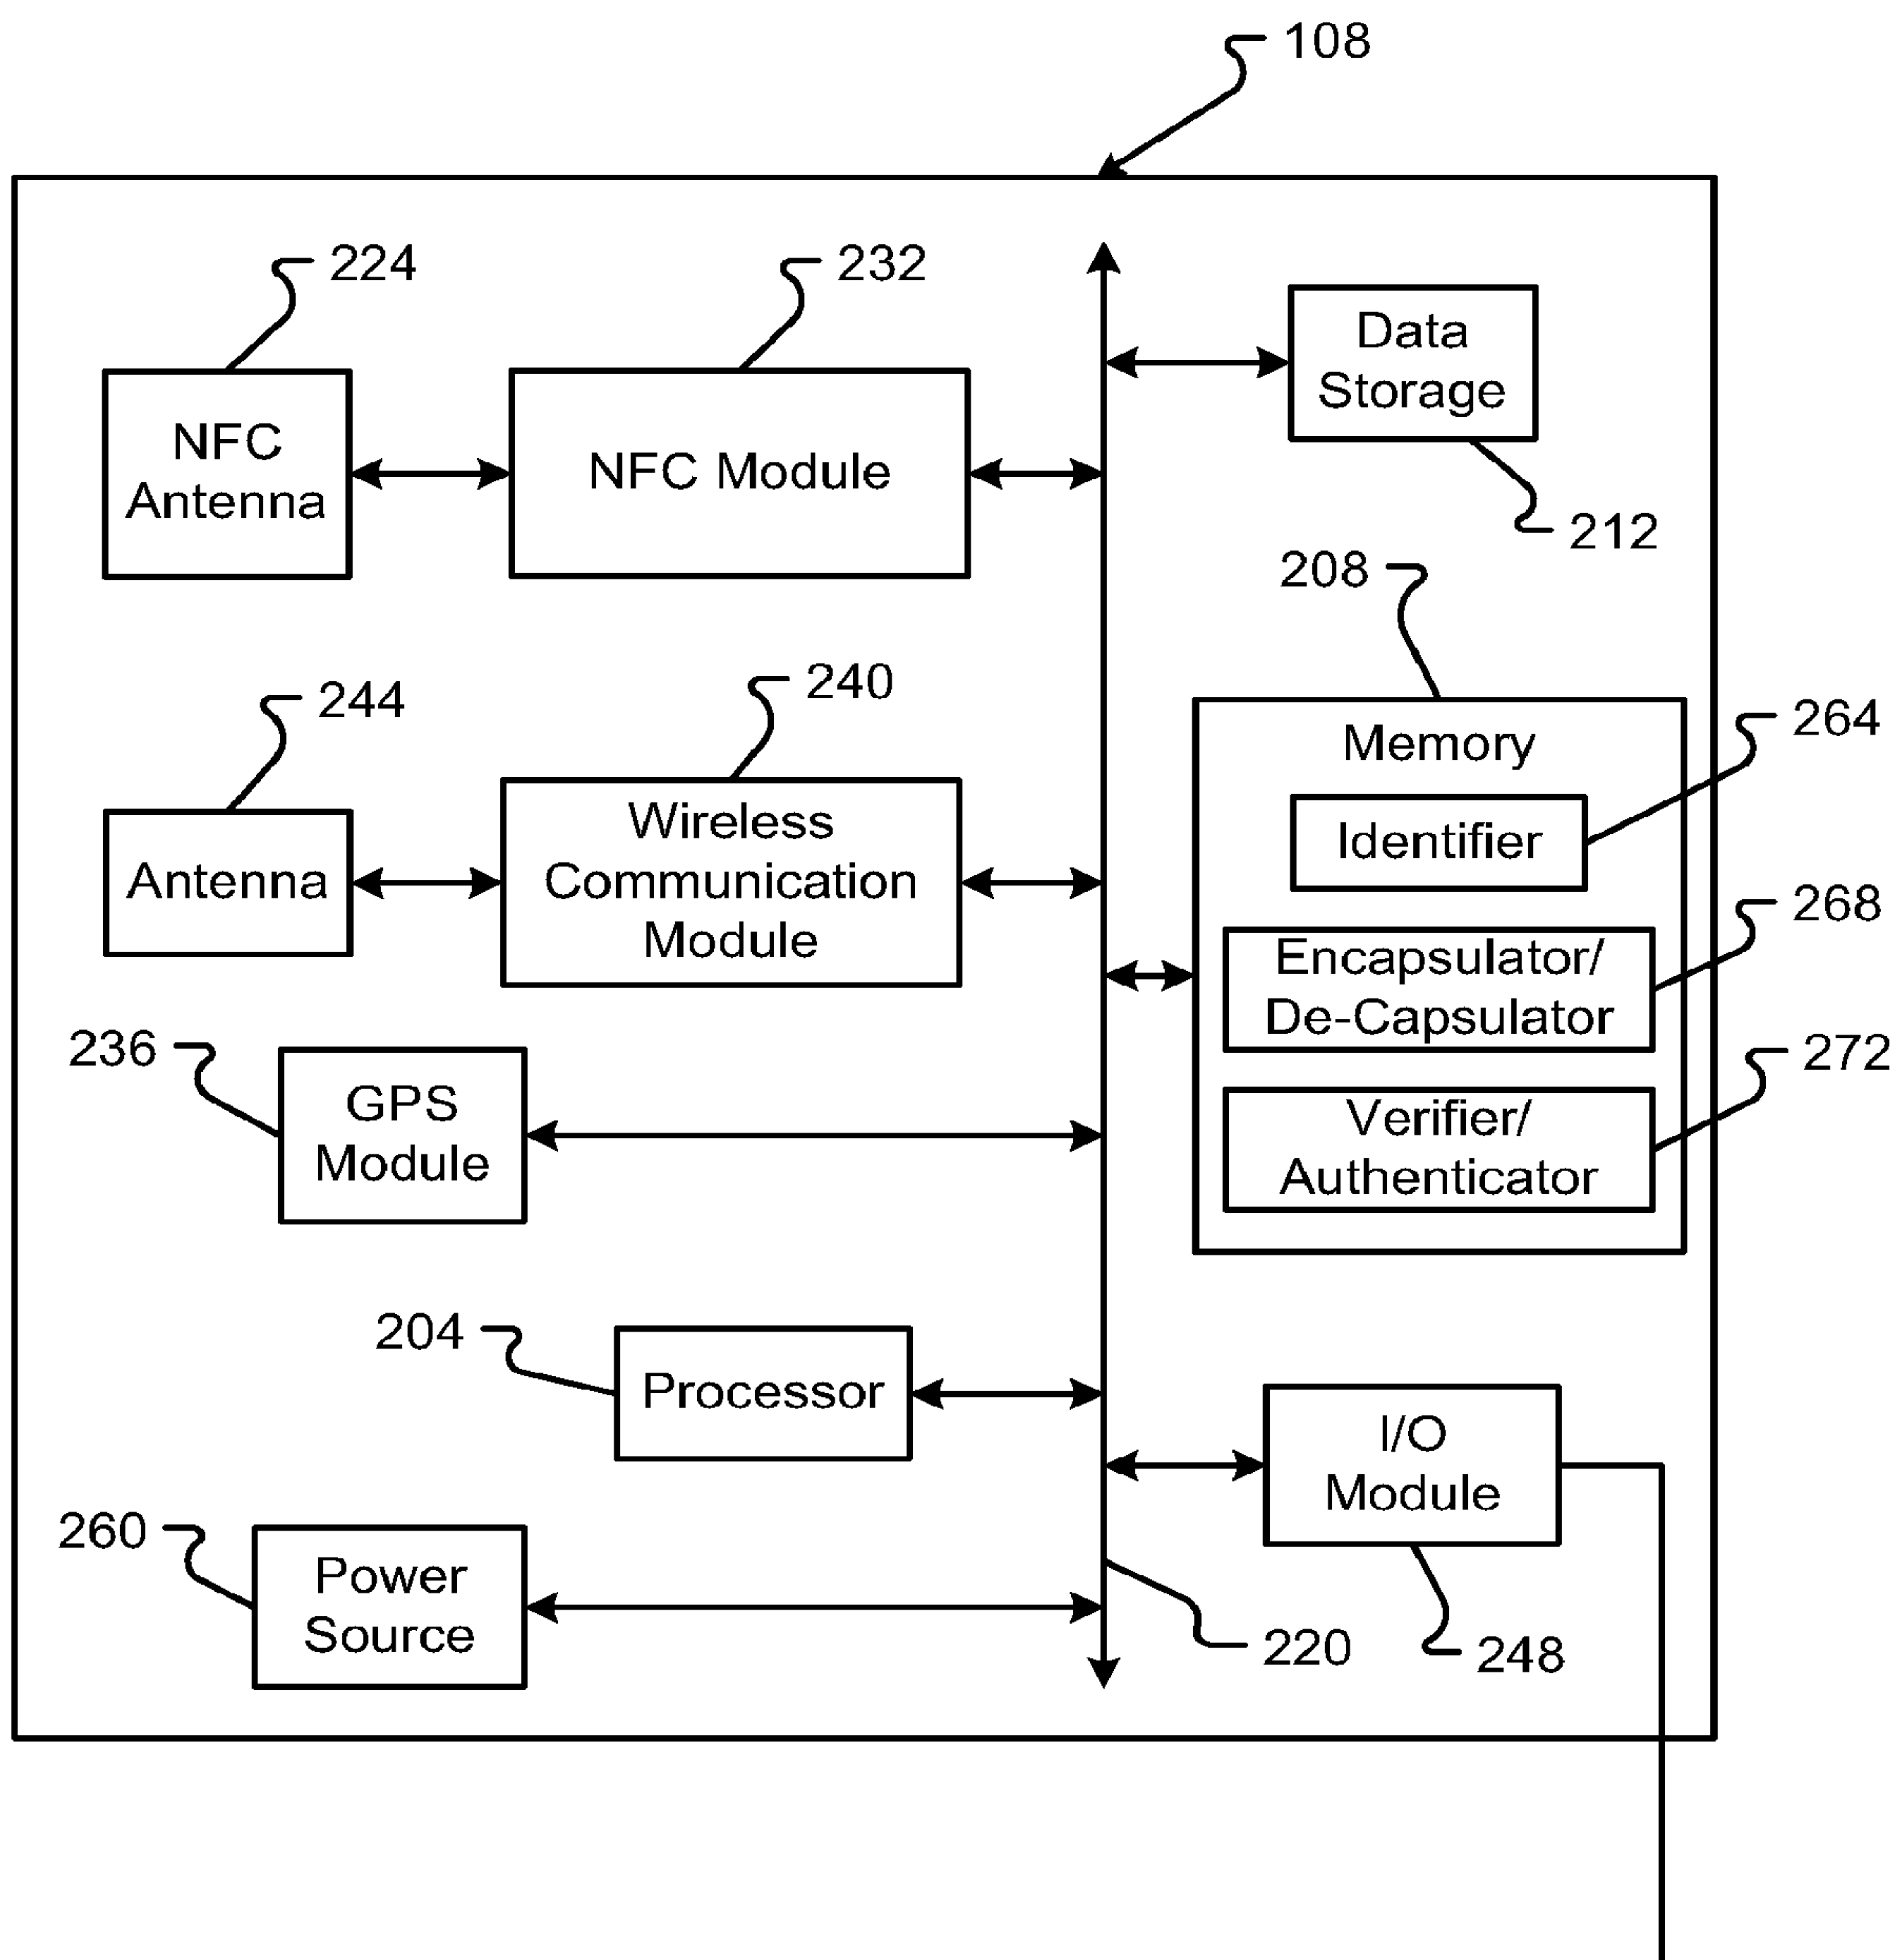 108
224
232
Data
Storage
NFC
Antenna
NFC Module
212
208
244
240
264
Memory
Identifier
Antenna
Wireless
Communication
Module
268
Encapsulator/
De-Capsulator
236
GPS
Module
272
Verifier/
Authenticator
204
Processor
I/O
Module
260
Power
Source
220
248